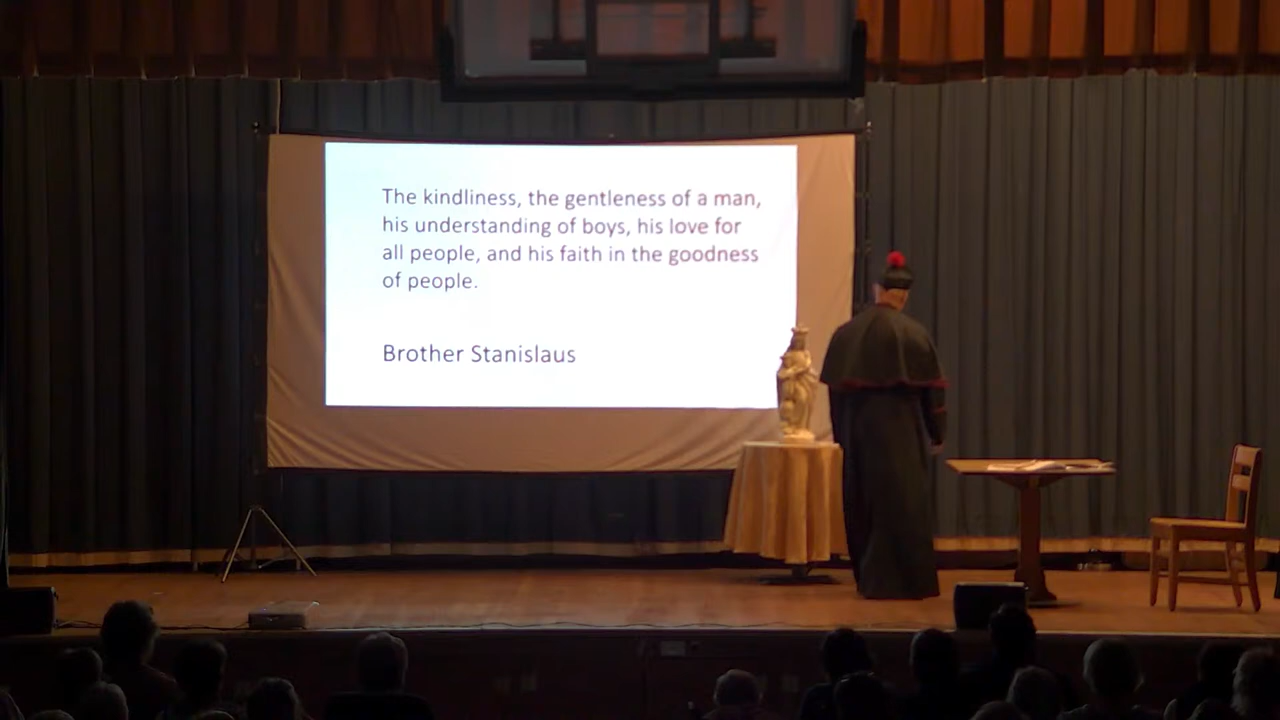 The kindliness, the gentleness of a man,
his understanding of boys, his love for
all people, and his faith in the goodness
of people.
Brother Stanislaus